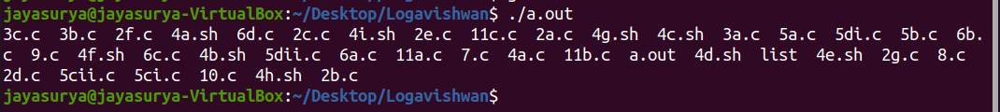 jayasurya@jayasurya-VirtualBox:~/Desktop/Logavishwan$ ./a.out
3c.c  3b.c  2f.c  4a.sh  6d.c  2c.c  4i.sh  2e.c  11c.c  2a.c  4g.sh  4c.sh  3a.c  5a.c  5di.c  5b.c  6b.
c  9.c  4f.sh  6c.c  4b.sh  5dii.c  6a.c  11a.c  7.c  4a.c  11b.c  a.out  4d.sh  list  4e.sh  2g.c  8.c
2d.c  5cii.c  5ci.c  10.c  4h.sh  2b.c
jayasurya@jayasurya-VirtualBox:~/Desktop/Logavishwan$